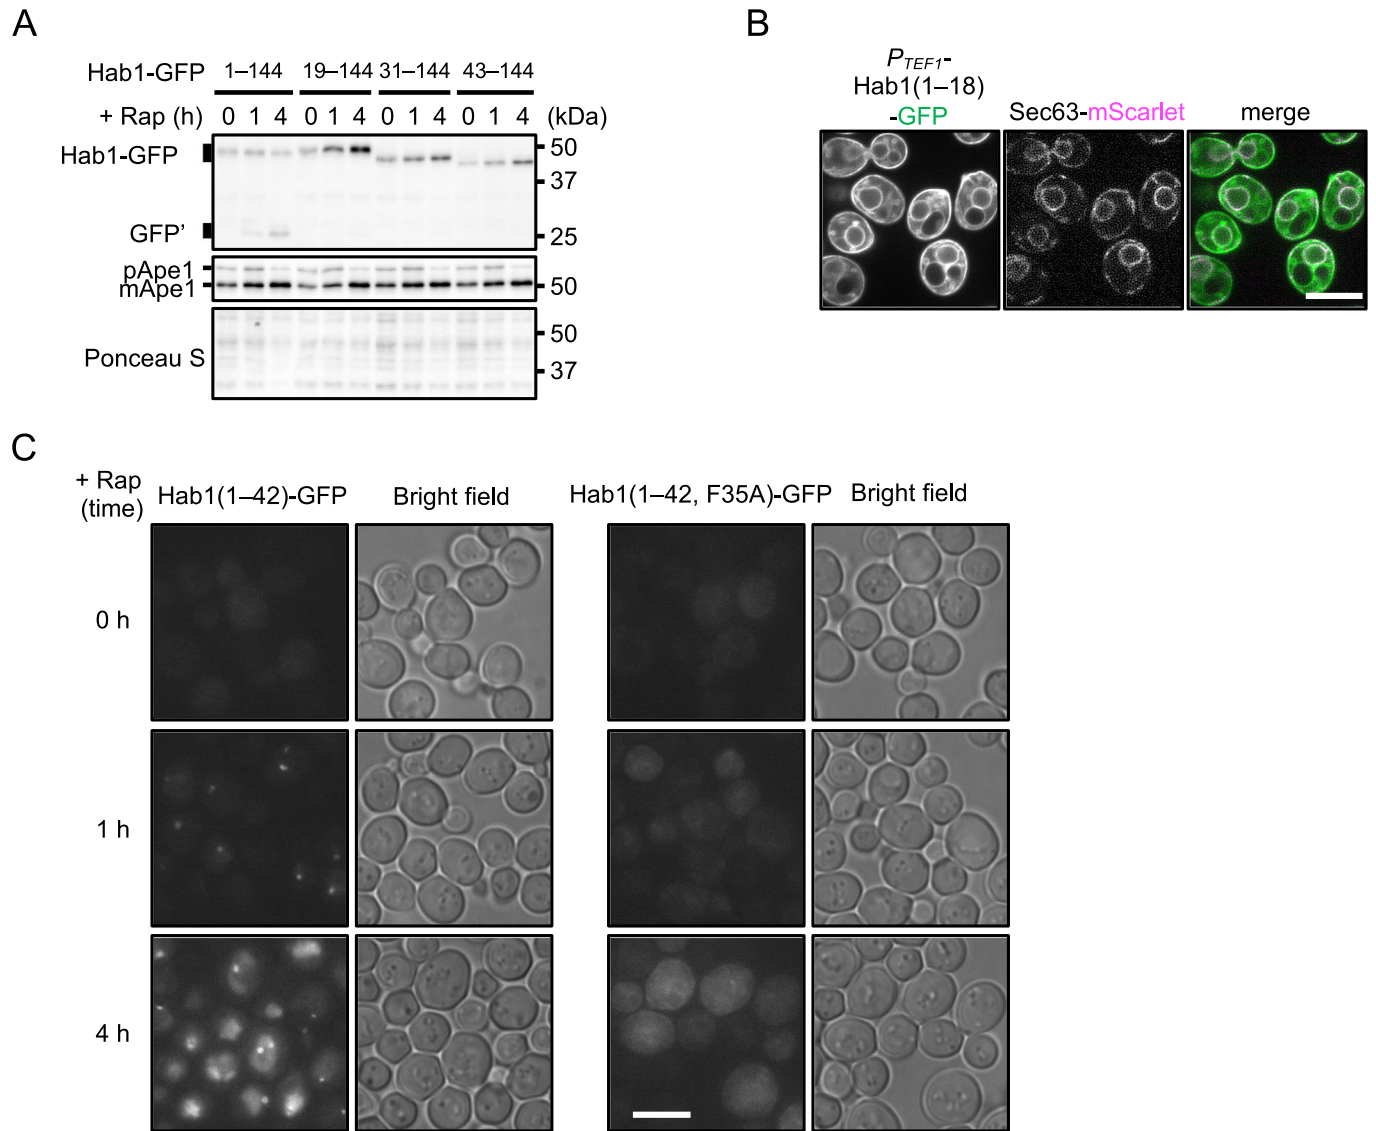 A
Hab1-GFP 1–144 19–144 31–144 43–144
+ Rap (h) 0 1 4 0 1 4 0 1 4 0 1 4 (kDa)
Hab1-GFP 50
37
GFP’ 25
pApe1
mApe1 50
Ponceau S 50
37
B
PTEF1-
Hab1(1–18)
-GFP Sec63-mScarlet merge
C
+ Rap
(time) Hab1(1–42)-GFP Bright field Hab1(1–42, F35A)-GFP Bright field
0 h
1 h
4 h